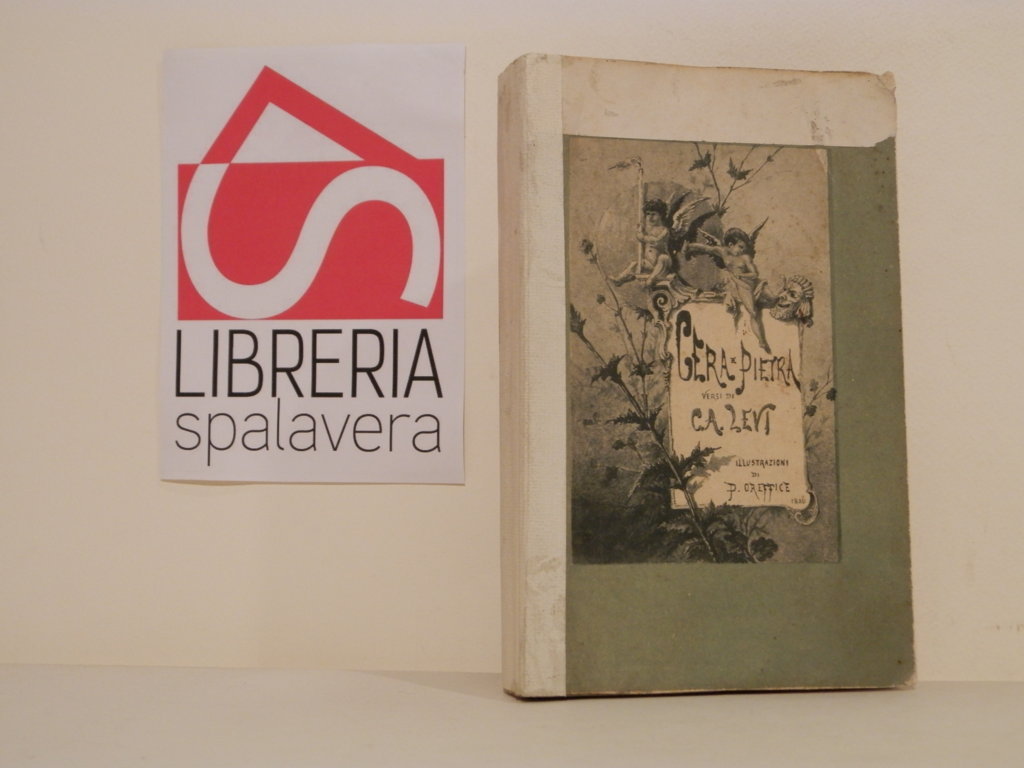 LIBRERIA
spalavera
CERA E PIETRA
VERSI DI
C.A. LEVI
ILLUSTRAZIONI
DI
D. OREFFICE